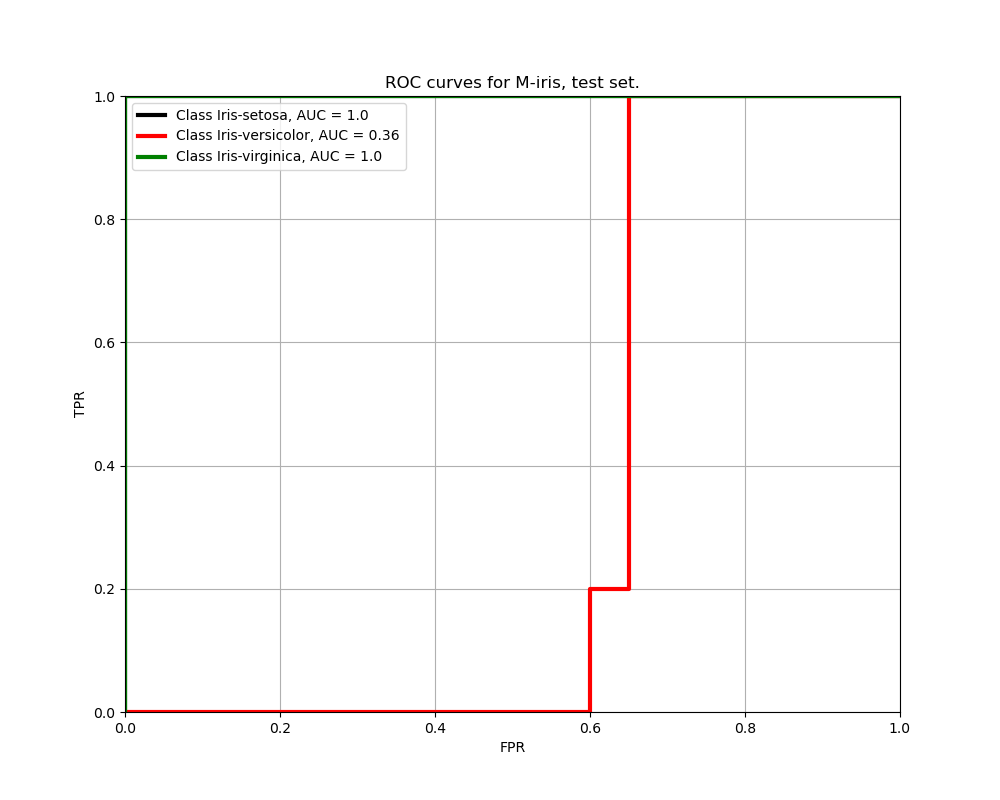 ROC curves for M-iris, test set.
1.0
Class Iris-setosa, AUC = 1.0
Class Iris-versicolor, AUC = 0.36
Class Iris-virginica, AUC = 1.0
0.8
0.6
TPR
0.4
0.2
0.0
0.0 0.2 0.4 0.6 0.8 1.0
FPR